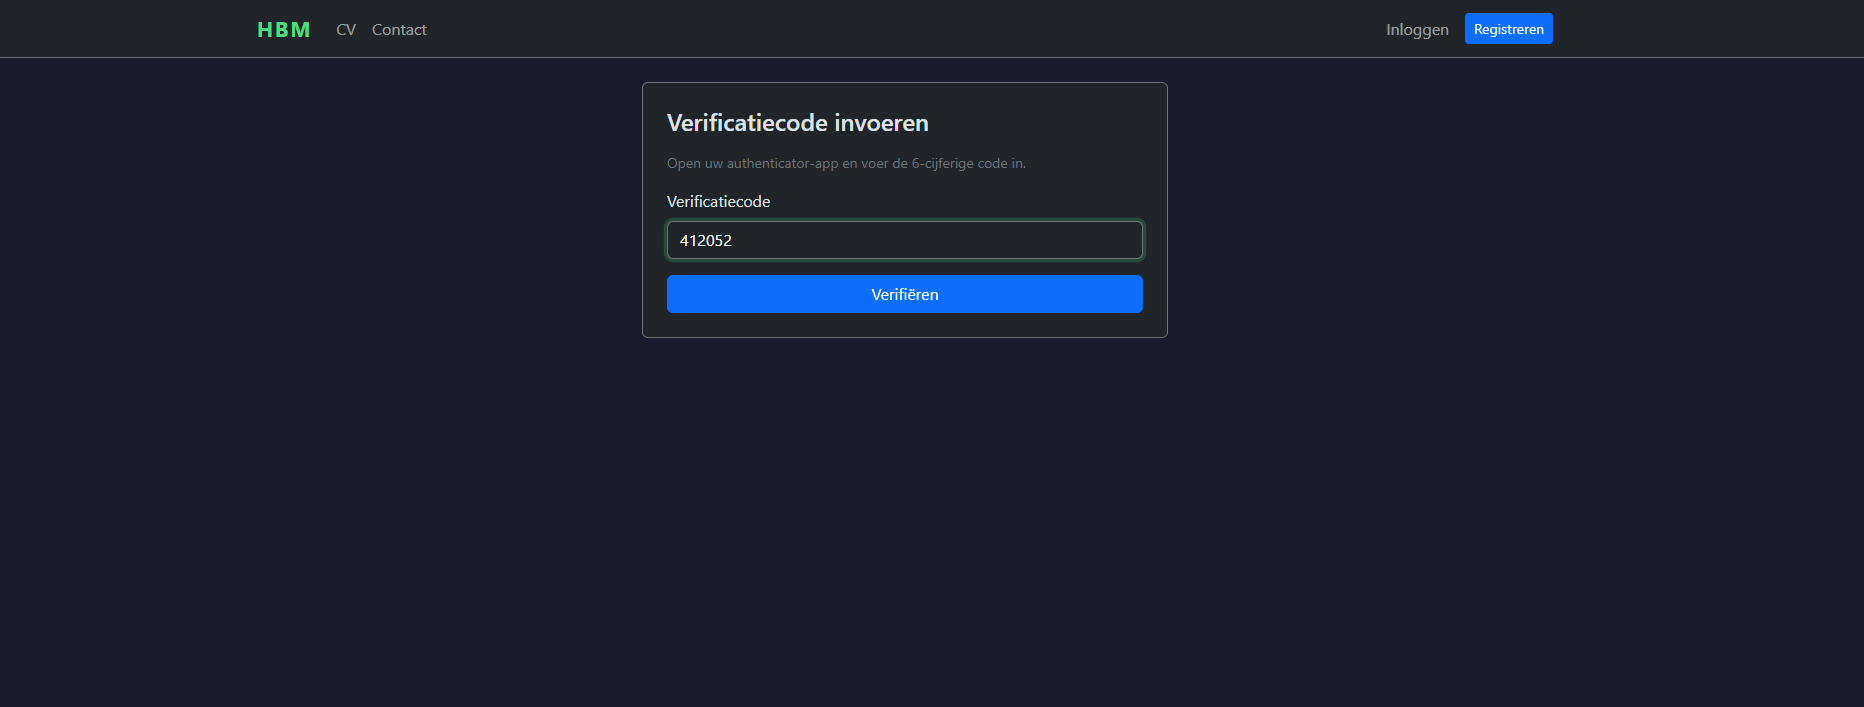 HBM CV Contact Inloggen Registreren
Verificatiecode invoeren
Open uw authenticator-app en voer de 6-cijferige code in.
Verificatiecode
412052
Verifiëren